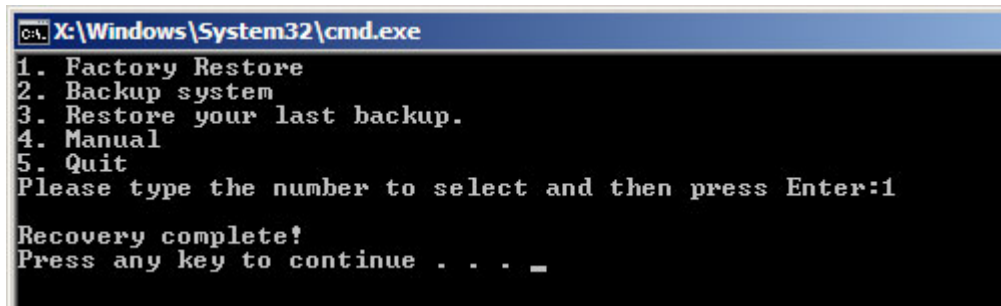 C:\. X:\Windows\System32\cmd.exe
1. Factory Restore
2. Backup system
3. Restore your last backup.
4. Manual
5. Quit
Please type the number to select and then press Enter:1
Recovery complete!
Press any key to continue . . . _